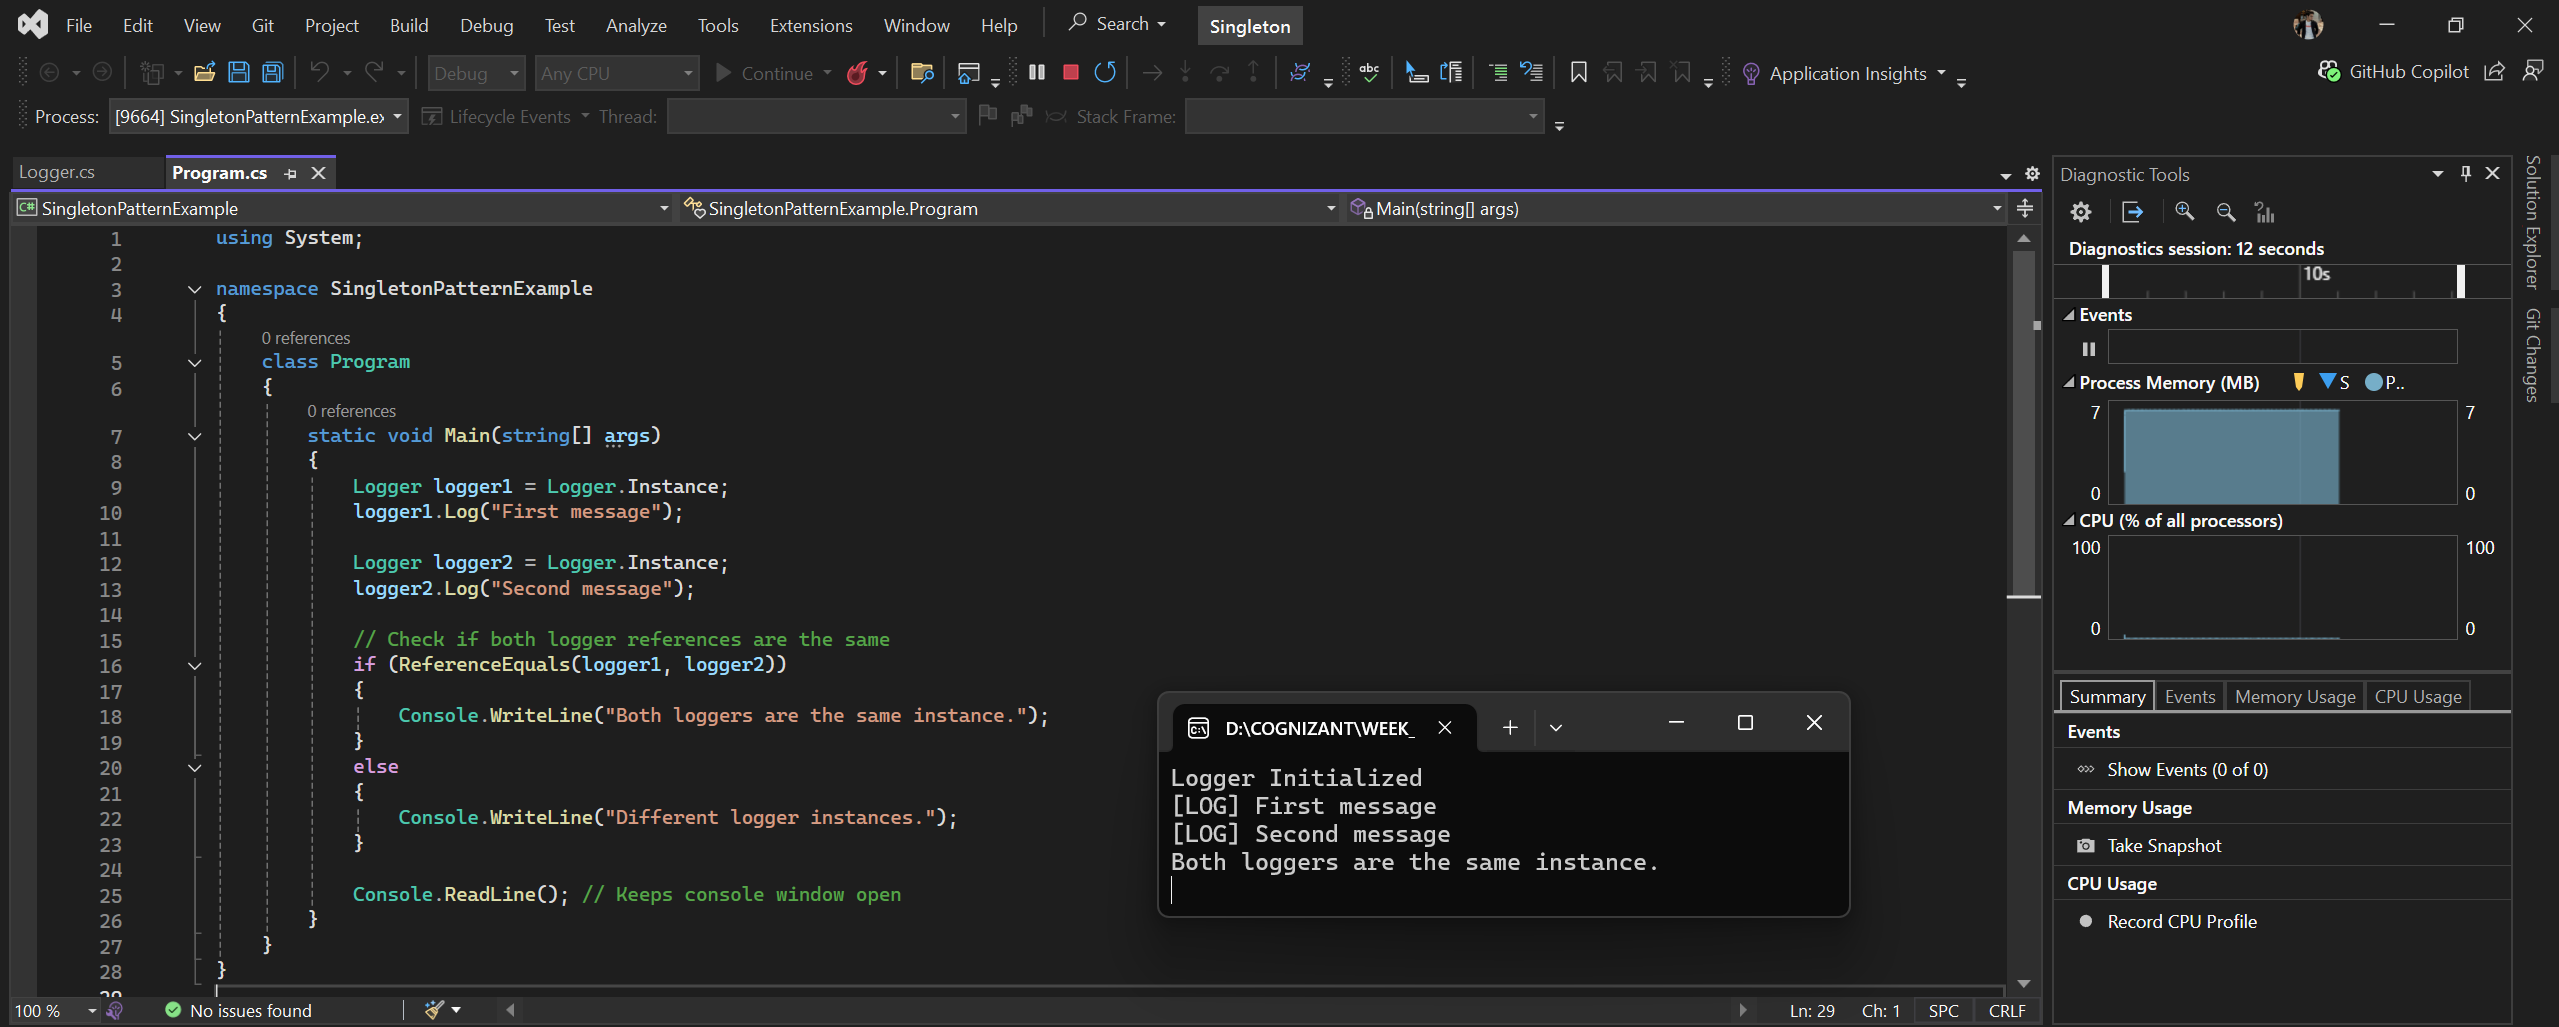 File Edit View Git Project Build Debug Test Analyze Tools Extensions Window Help Search Singleton
Debug Any CPU Continue Application Insights GitHub Copilot
Process: [9664] SingletonPatternExample.ex Lifecycle Events Thread: Stack Frame:
Logger.cs Program.cs
C# SingletonPatternExample SingletonPatternExample.Program Main(string[] args)
1 using System;
2
3 namespace SingletonPatternExample
4 {
0 references
5 class Program
6 {
0 references
7 static void Main(string[] args)
8 {
9 Logger logger1 = Logger.Instance;
10 logger1.Log("First message");
11
12 Logger logger2 = Logger.Instance;
13 logger2.Log("Second message");
14
15 // Check if both logger references are the same
16 if (ReferenceEquals(logger1, logger2))
17 {
18 Console.WriteLine("Both loggers are the same instance.");
19 }
20 else
21 {
22 Console.WriteLine("Different logger instances.");
23 }
24
25 Console.ReadLine(); // Keeps console window open
26 }
27 }
28 }
29
100 % No issues found Ln: 29 Ch: 1 SPC CRLF
D:\COGNIZANT\WEEK_
Logger Initialized
[LOG] First message
[LOG] Second message
Both loggers are the same instance.
Diagnostic Tools
Diagnostics session: 12 seconds
10s
Events
Process Memory (MB) S P..
7 7
0 0
CPU (% of all processors)
100 100
0 0
Summary Events Memory Usage CPU Usage
Events
Show Events (0 of 0)
Memory Usage
Take Snapshot
CPU Usage
Record CPU Profile
Solution Explorer
Git Changes